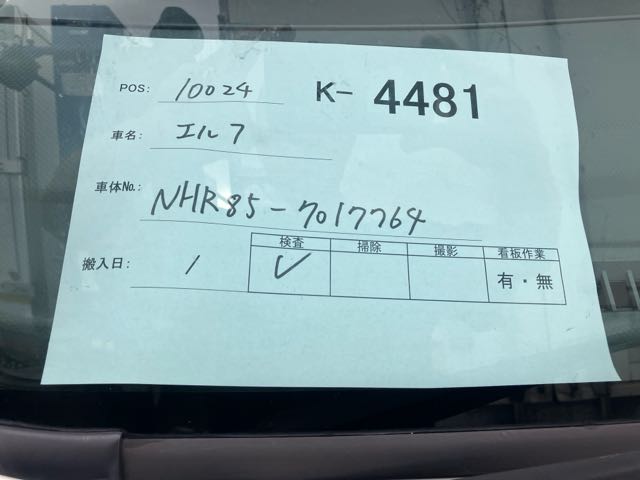 POS: 10024 K- 4481
車名: エルフ
車体No.: NHR85-7017764
検査 掃除 撮影 看板作業
搬入日: / ✓ 有・無